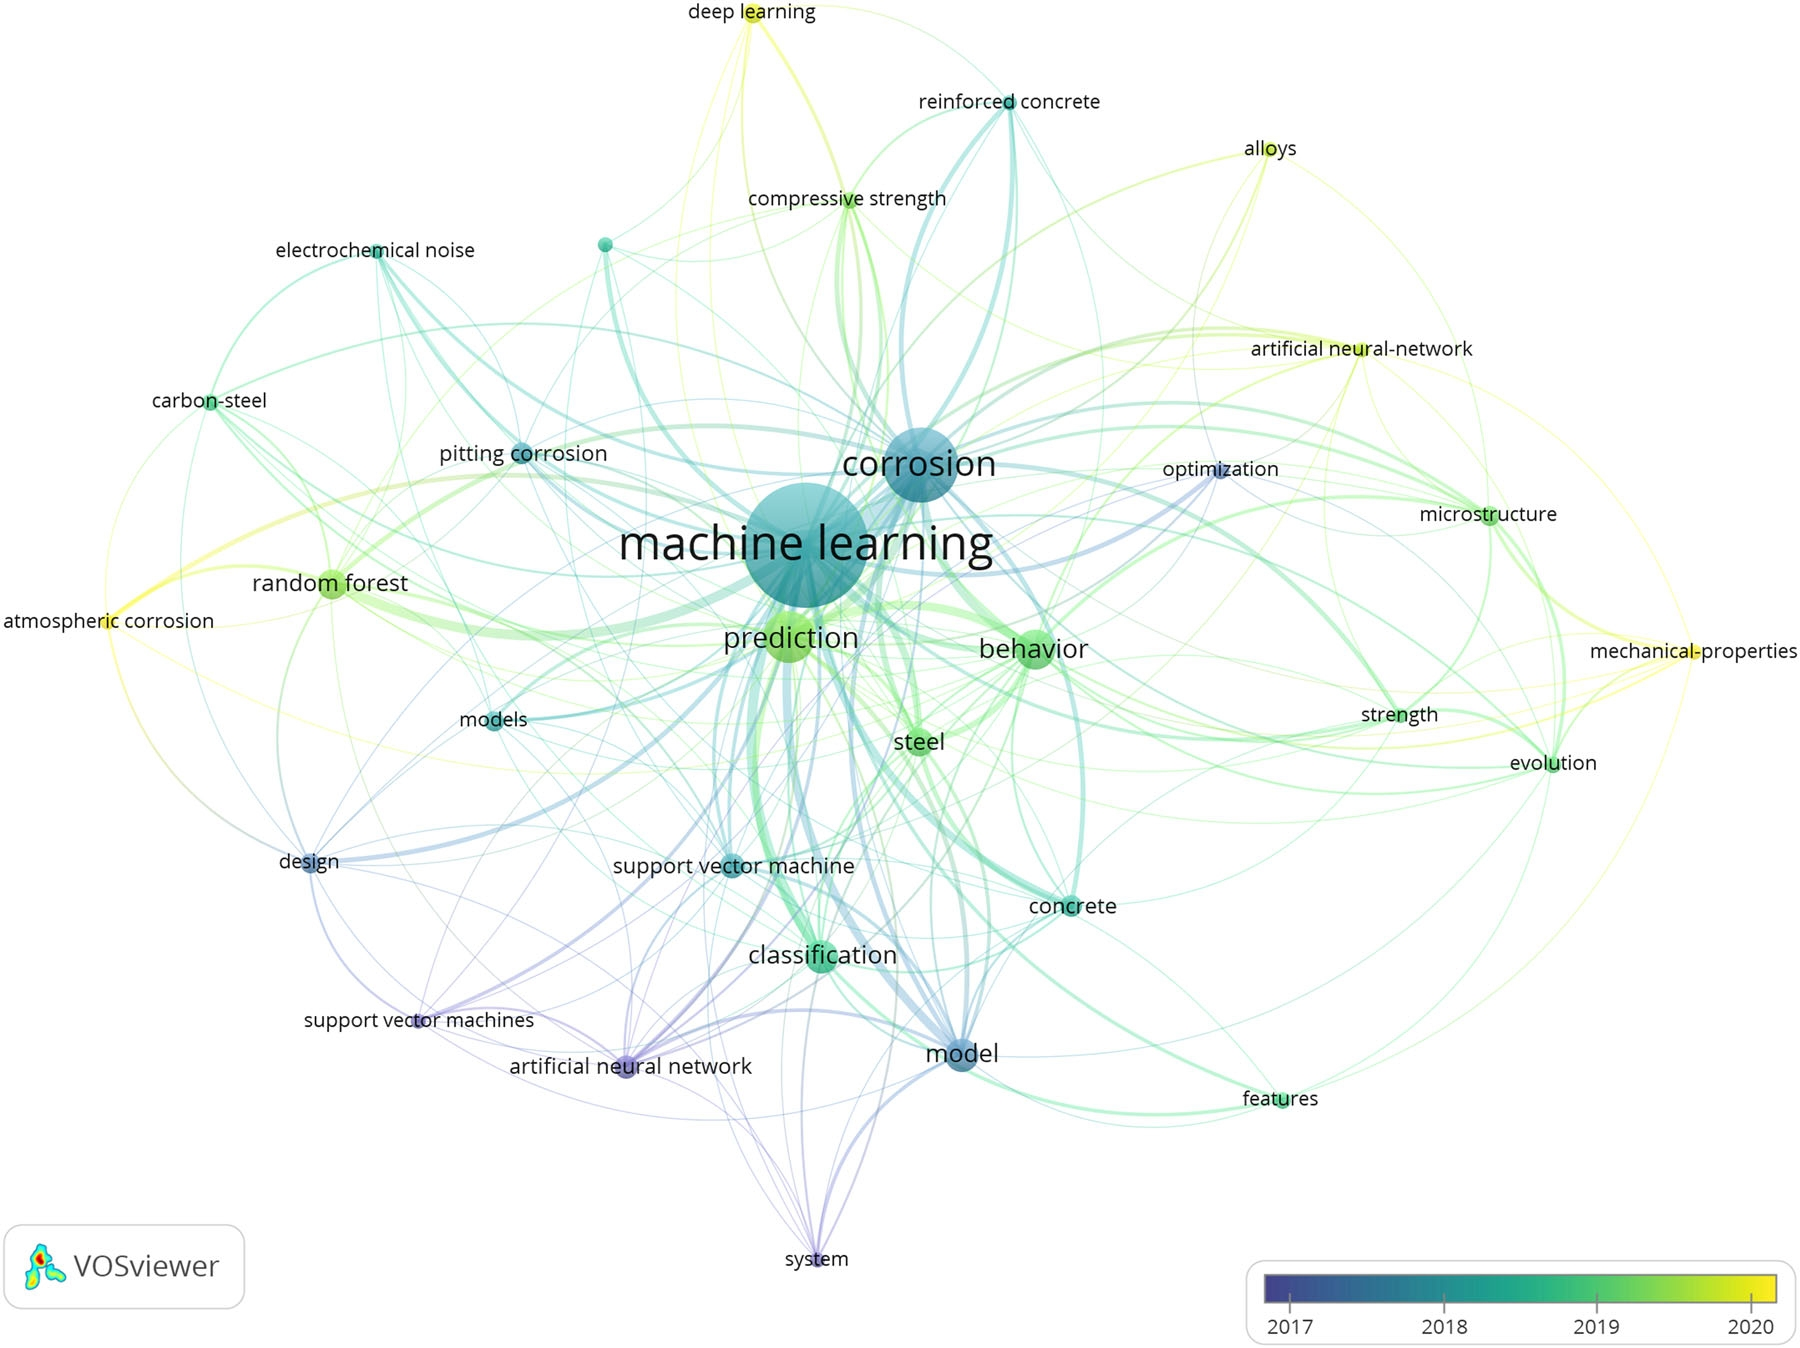 deep learning
reinforced concrete
alloys
compressive strength
electrochemical noise
artificial neural-network
carbon-steel
pitting corrosion
corrosion
optimization
microstructure
machine learning
random forest
atmospheric corrosion
prediction
behavior
mechanical-properties
models
strength
steel
evolution
design
support vector machine
concrete
classification
support vector machines
artificial neural network
model
features
system
VOSviewer
2017 2018 2019 2020